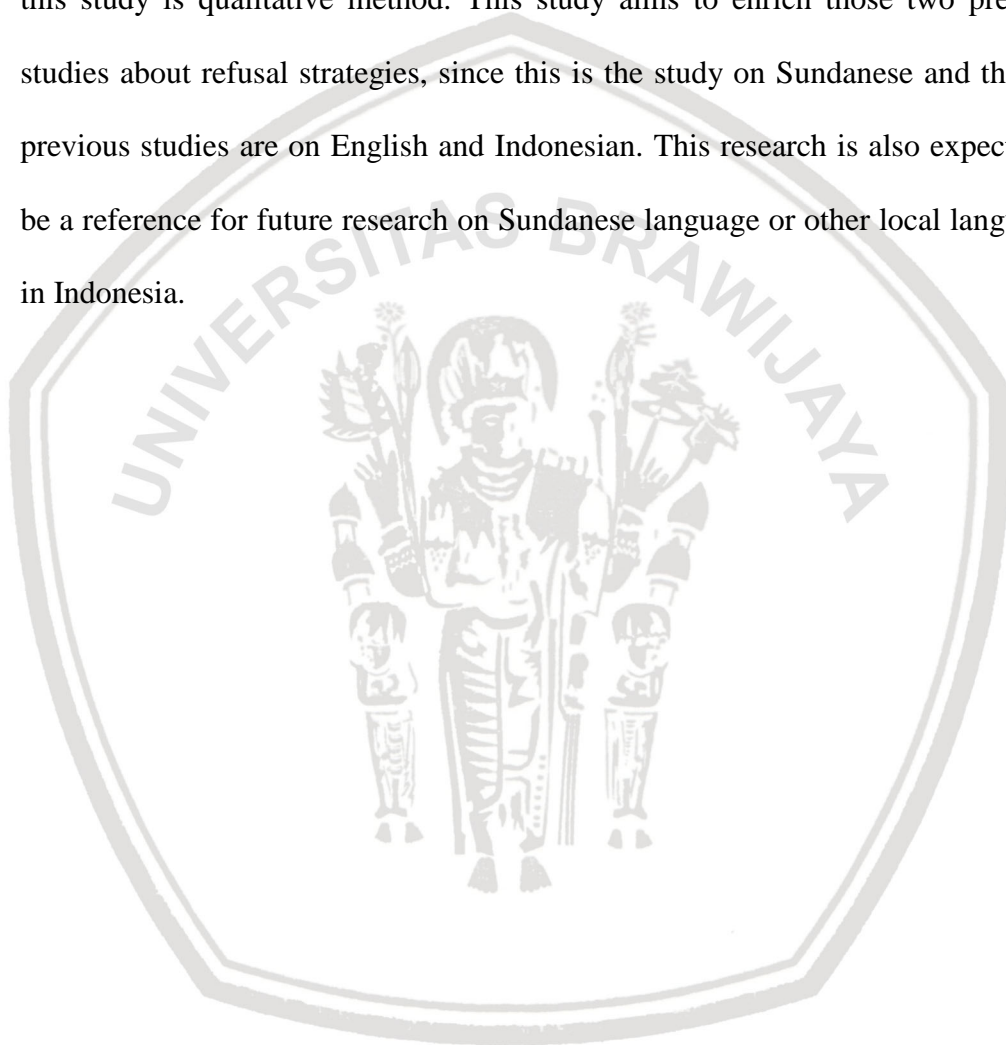 this study is qualitative method. This study aims to enrich those two pre
studies about refusal strategies, since this is the study on Sundanese and th
previous studies are on English and Indonesian. This research is also expec
be a reference for future research on Sundanese language or other local lang
in Indonesia.
UNIVERSITAS BRAWIJAYA